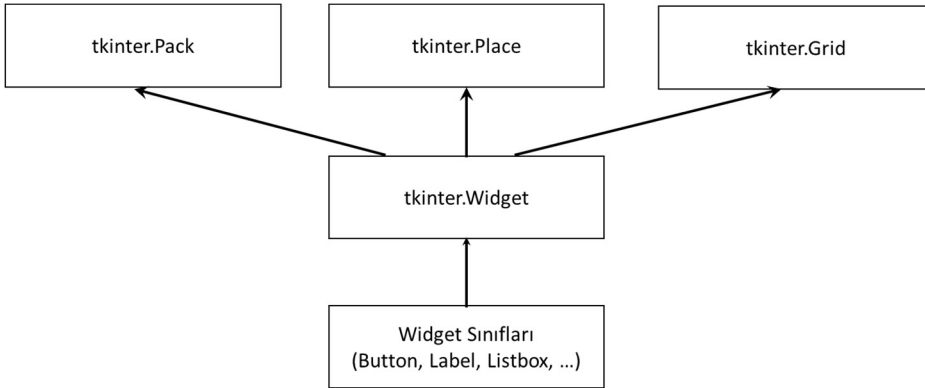 tkinter.Pack
tkinter.Place
tkinter.Grid
tkinter.Widget
Widget Sınıfları
(Button, Label, Listbox, ...)